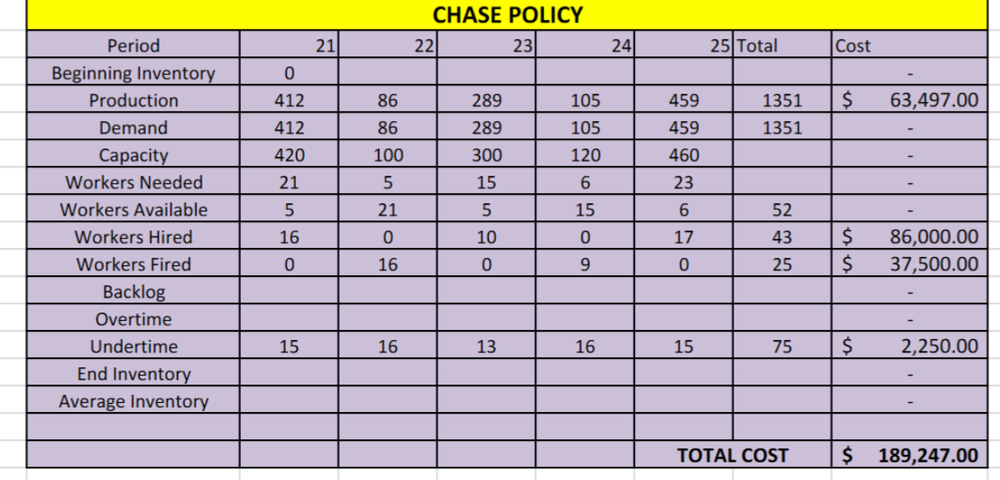 CHASE POLICY
Period 21 22 23 24 25 Total Cost
Beginning Inventory 0 -
Production 412 86 289 105 459 1351 $ 63,497.00
Demand 412 86 289 105 459 1351 -
Capacity 420 100 300 120 460 -
Workers Needed 21 5 15 6 23 -
Workers Available 5 21 5 15 6 52 -
Workers Hired 16 0 10 0 17 43 $ 86,000.00
Workers Fired 0 16 0 9 0 25 $ 37,500.00
Backlog -
Overtime -
Undertime 15 16 13 16 15 75 $ 2,250.00
End Inventory -
Average Inventory -
TOTAL COST $ 189,247.00